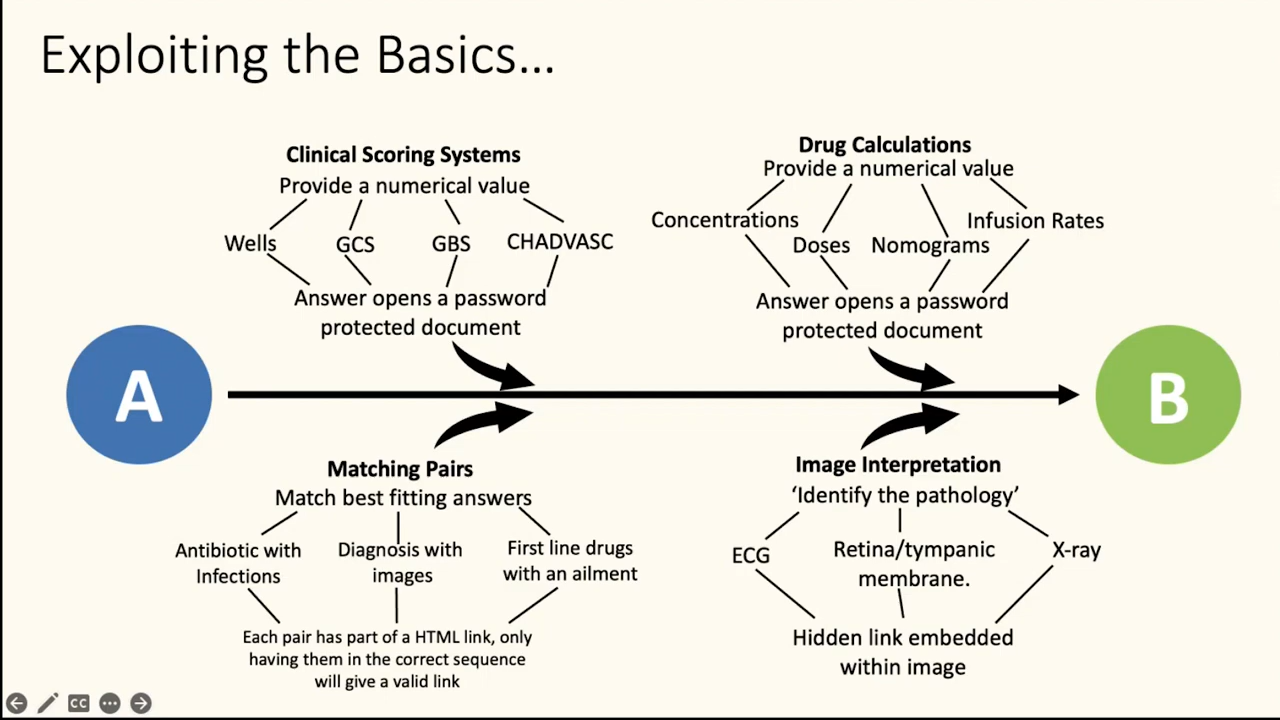 Exploiting the Basics...
Clinical Scoring Systems
Provide a numerical value
Wells
GCS
GBS
CHADVASC
Answer opens a password
protected document
Drug Calculations
Provide a numerical value
Concentrations
Doses
Nomograms
Infusion Rates
Answer opens a password
protected document
A
B
Matching Pairs
Match best fitting answers
Antibiotic with
Infections
Diagnosis with
images
First line drugs
with an ailment
Each pair has part of a HTML link, only
having them in the correct sequence
will give a valid link
Image Interpretation
‘Identify the pathology’
ECG
Retina/tympanic
membrane.
X-ray
Hidden link embedded
within image
CC